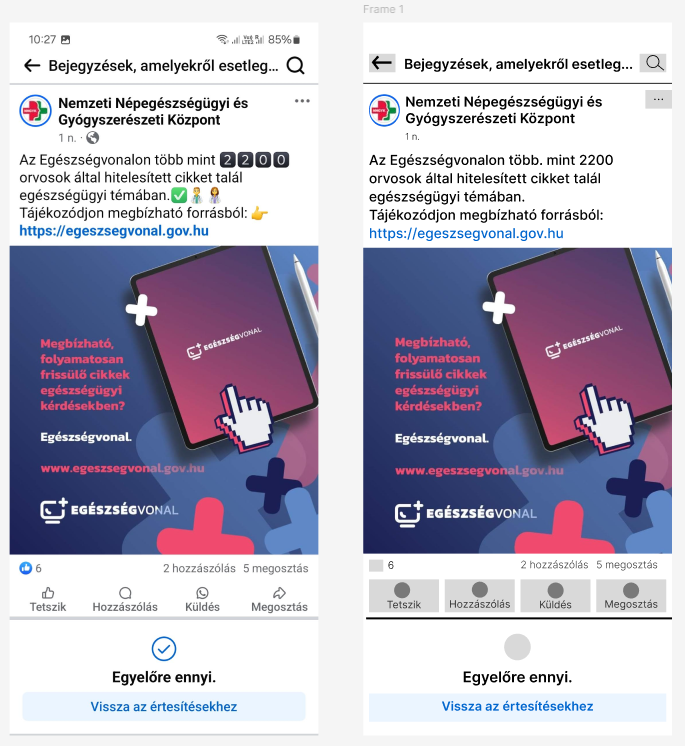 Frame 1
10:27
Vo)) R
LTE2
85%
Bejegyzések, amelyekről esetleg...
Nemzeti Népegészségügyi és
Gyógyszerészeti Központ
1 n. ·
Az Egészségvonalon több mint 2200
orvosok által hitelesített cikket talál
egészségügyi témában.✅
Tájékozódjon megbízható forrásból: 👉
https://egeszsegvonal.gov.hu
EGÉSZSÉGVONAL
Megbízható,
folyamatosan
frissülő cikkek
egészségügyi
kérdésekben?
Egészségvonal.
www.egeszsegvonal.gov.hu
EGÉSZSÉGVONAL
6
2 hozzászólás 5 megosztás
Tetszik
Hozzászólás
Küldés
Megosztás
Egyelőre ennyi.
Vissza az értesítésekhez
Bejegyzések, amelyekről esetleg...
Nemzeti Népegészségügyi és
Gyógyszerészeti Központ
1 n.
Az Egészségvonalon több. mint 2200
orvosok által hitelesített cikket talál
egészségügyi témában.
Tájékozódjon megbízható forrásból:
https://egeszsegvonal.gov.hu
EGÉSZSÉGVONAL
Megbízható,
folyamatosan
frissülő cikkek
egészségügyi
kérdésekben?
Egészségvonal.
www.egeszsegvonal.gov.hu
EGÉSZSÉGVONAL
6
2 hozzászólás 5 megosztás
Tetszik
Hozzászólás
Küldés
Megosztás
Egyelőre ennyi.
Vissza az értesítésekhez